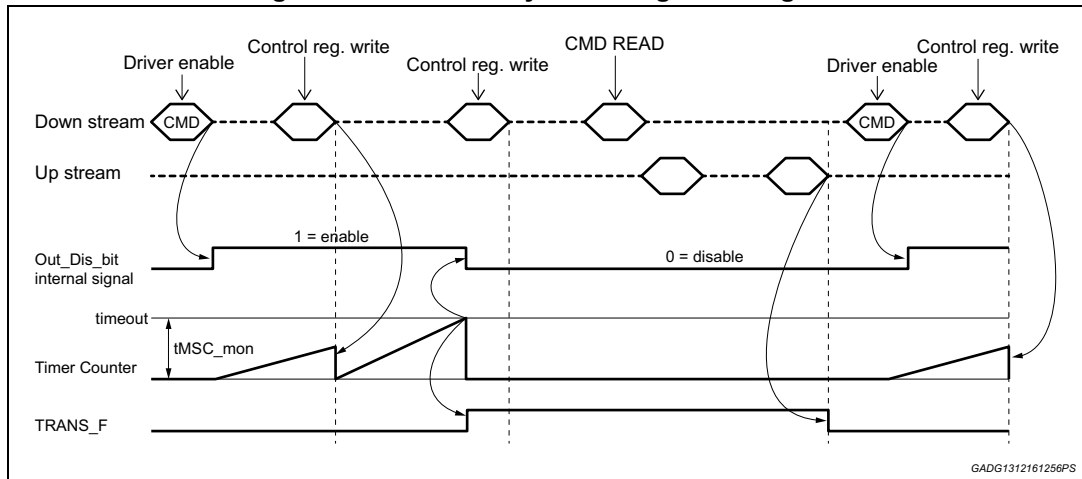 Driver enable
Control reg. write
Control reg. write
CMD READ
Driver enable
Control reg. write
Down stream
CMD
CMD
Up stream
1 = enable
0 = disable
Out_Dis_bit
internal signal
timeout
tMSC_mon
Timer Counter
TRANS_F
GADG1312161256PS